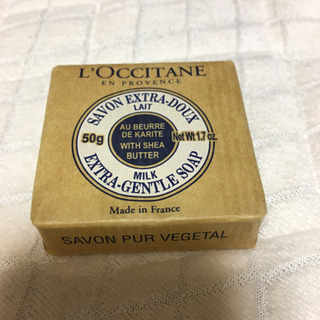 L'OCCITANE
EN PROVENCE
SAVON EXTRA-DOUX
LAIT
50g
AU BEURRE
DE KARITE
WITH SHEA
BUTTER
Net Wt 1.7 oz.
MILK
EXTRA-GENTLE SOAP
Made in France
SAVON PUR VEGETAL